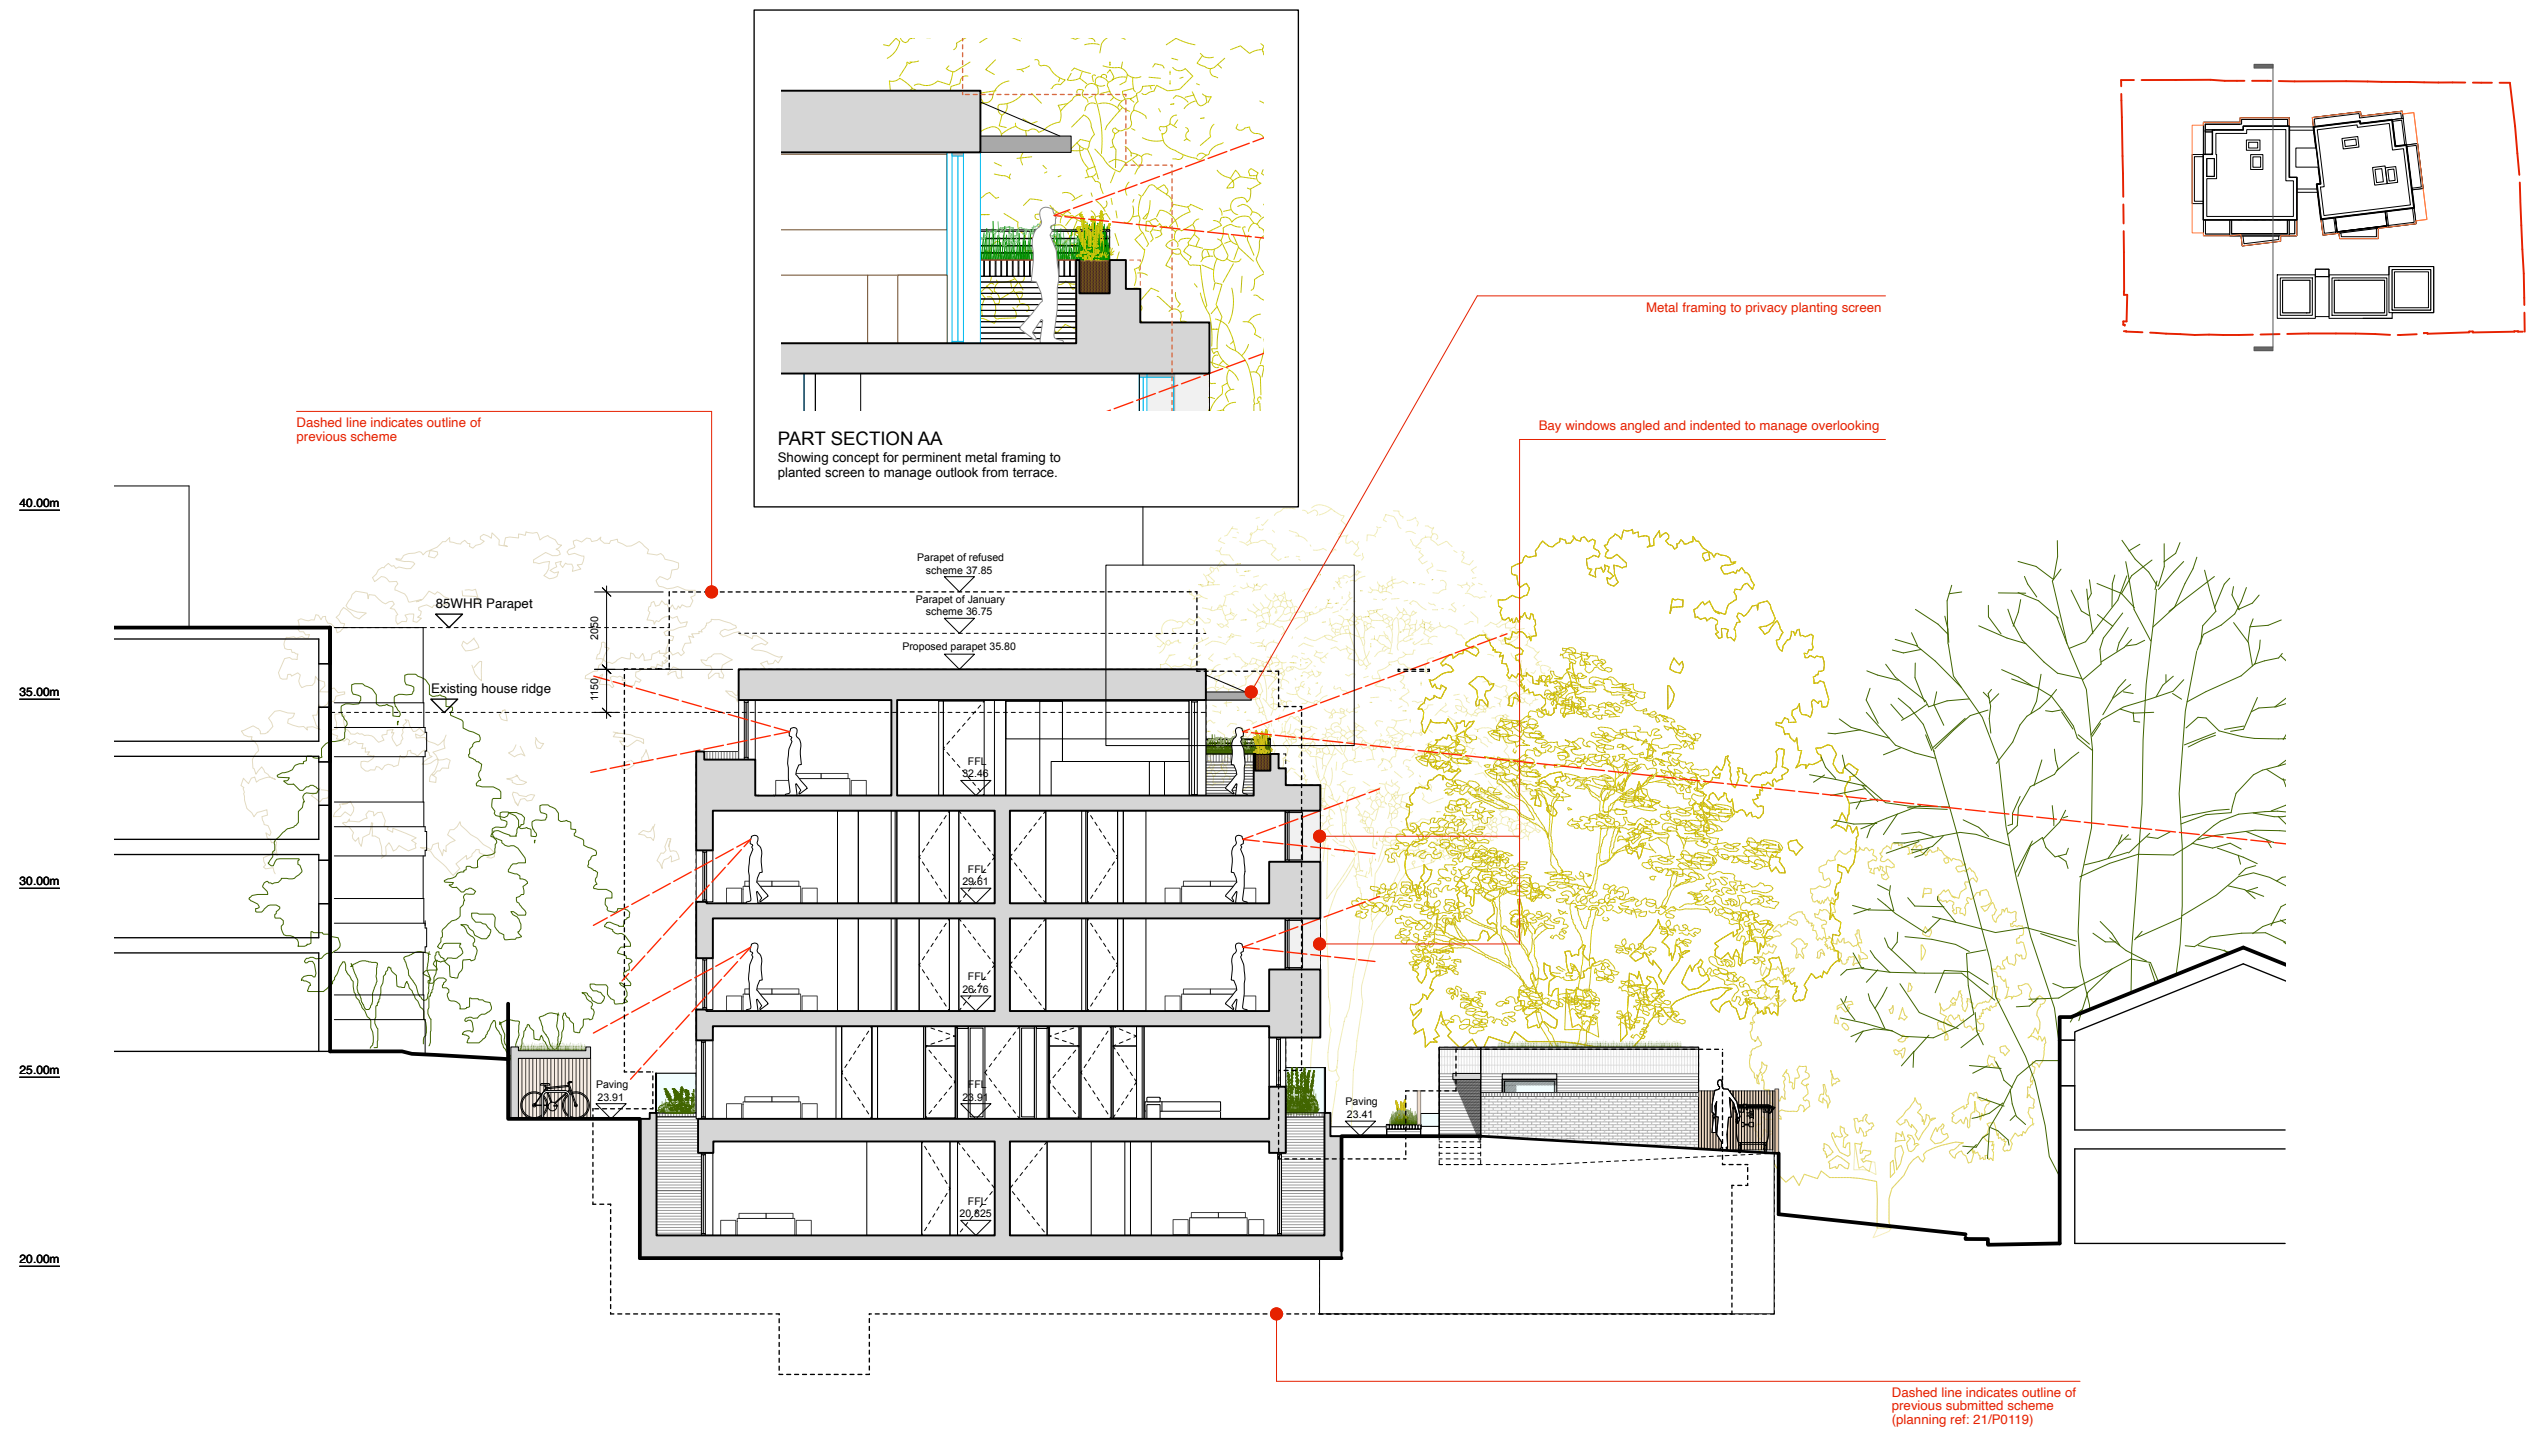 PART SECTION AA
Showing concept for perminent metal framing to
planted screen to manage outlook from terrace.
Metal framing to privacy planting screen
Bay windows angled and indented to manage overlooking
Dashed line indicates outline of
previous scheme
40.00m
35.00m
30.00m
25.00m
20.00m
85WHR Parapet
Existing house ridge
2050
1150
Parapet of refused
scheme 37.85
Parapet of January
scheme 36.75
Proposed parapet 35.80
FFL
32.46
FFL
29.61
FFL
26.76
FFL
23.91
FFL
20.825
Paving
23.91
Paving
23.41
Dashed line indicates outline of
previous submitted scheme
(planning ref: 21/P0119)